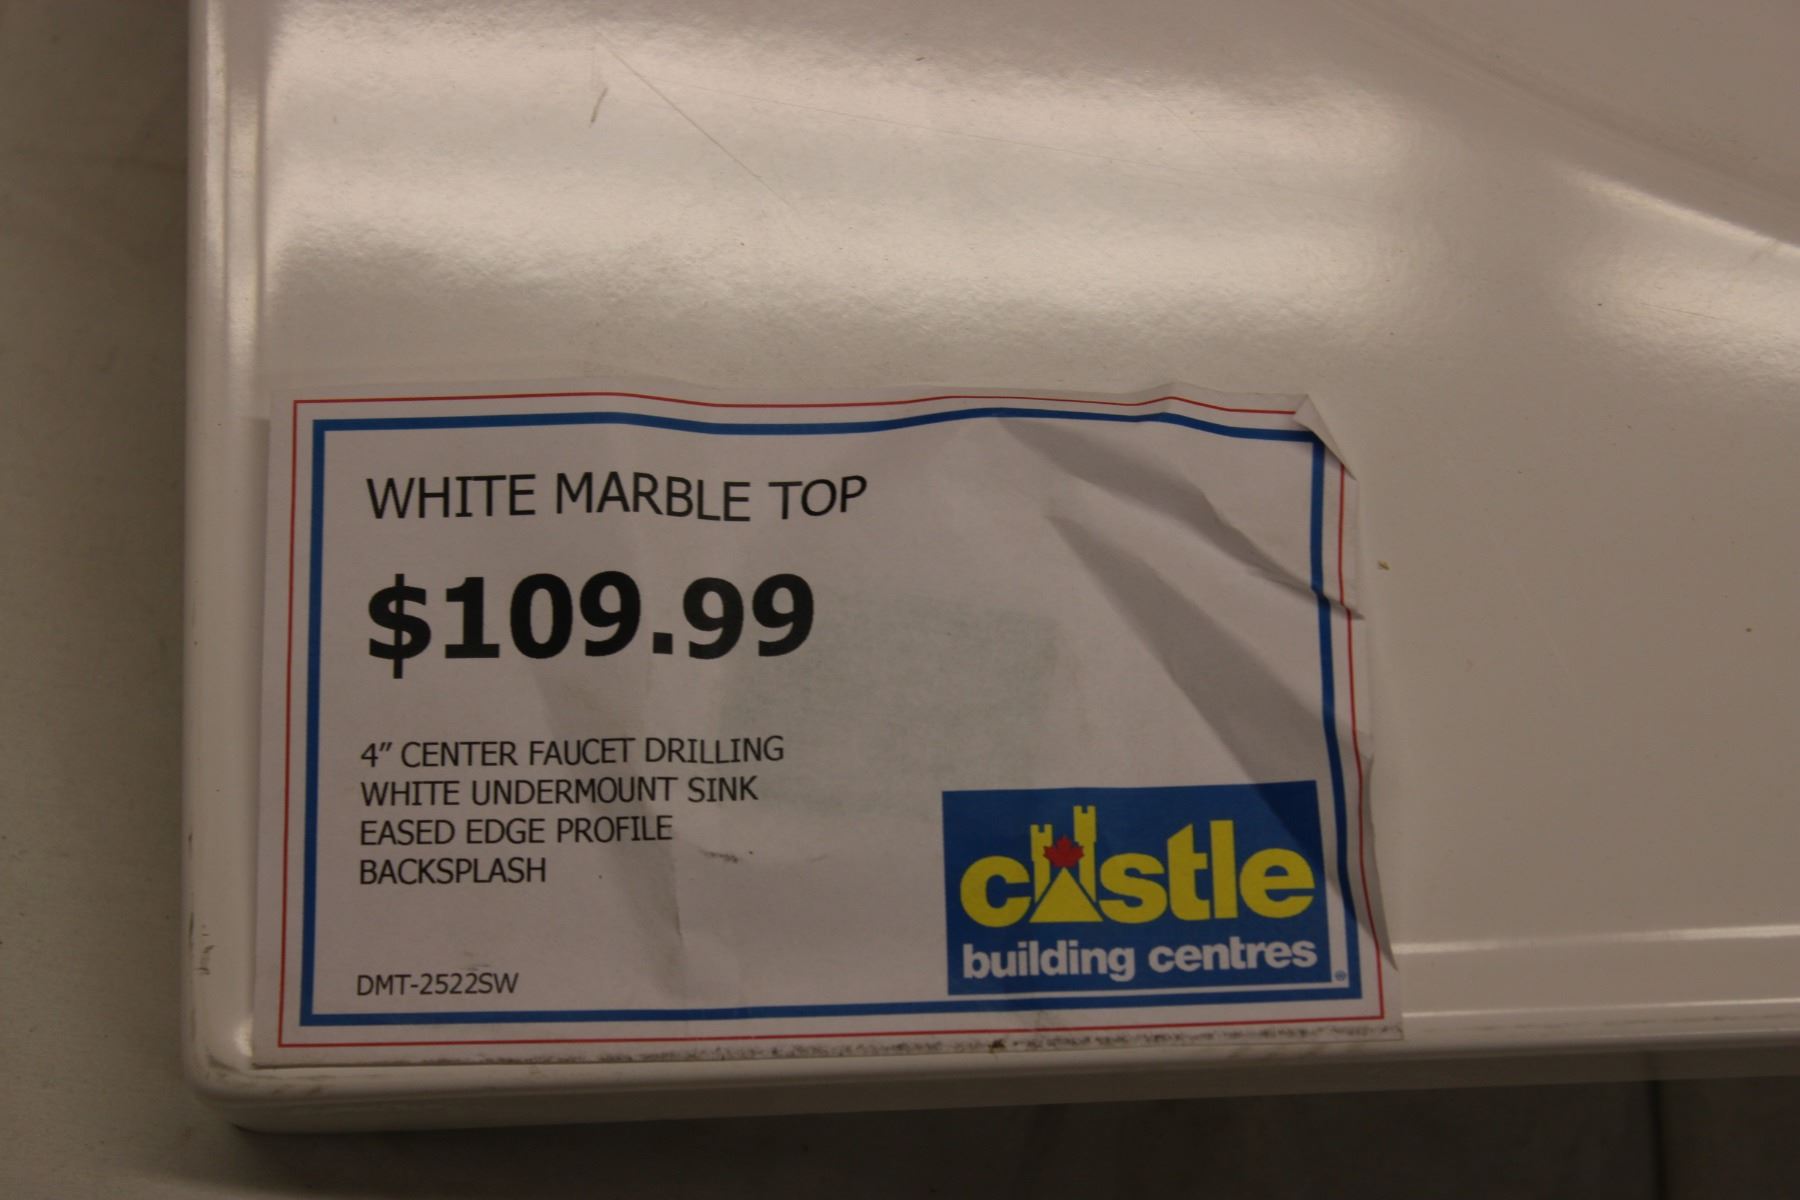 WHITE MARBLE TOP
$109.99
4" CENTER FAUCET DRILLING
WHITE UNDERMOUNT SINK
EASED EDGE PROFILE
BACKSPLASH
DMT-2522SW
castle
building centres
®